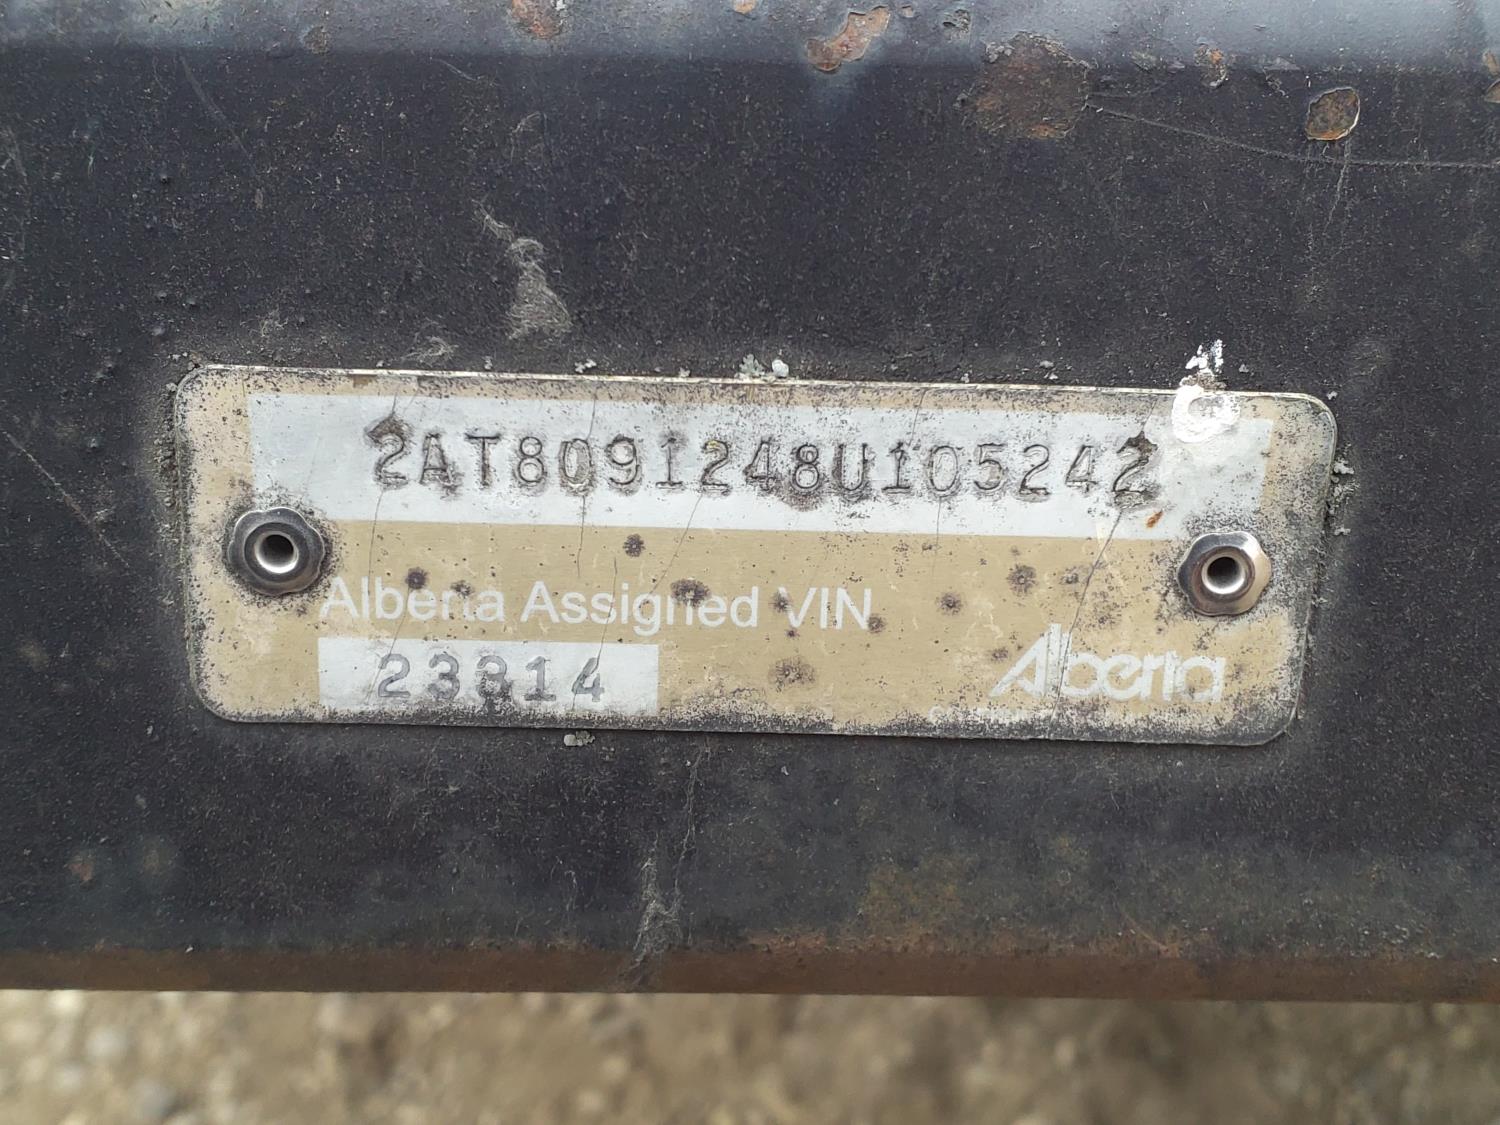 2AT8091248U105242
Alberta Assigned VIN
23814
Alberta